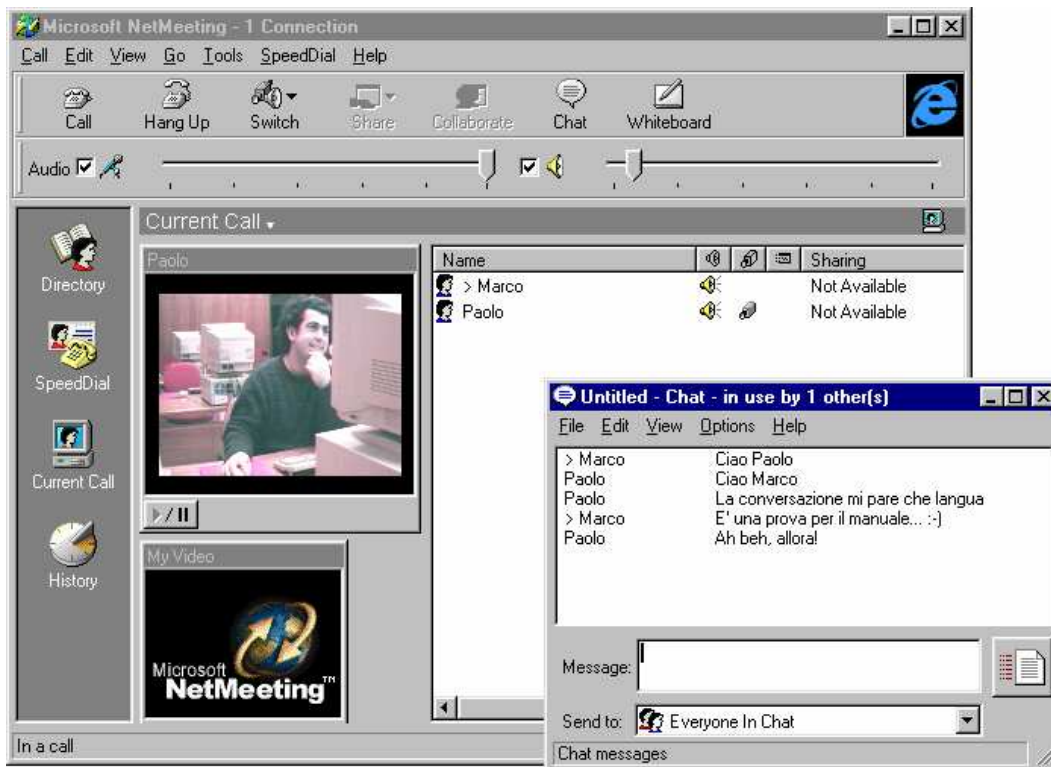 Microsoft NetMeeting - 1 Connection
Call Edit View Go Tools SpeedDial Help
Call Hang Up Switch Share Collaborate Chat Whiteboard
Audio
Current Call
Directory
SpeedDial
Current Call
History
Paolo
Name Sharing
> Marco Not Available
Paolo Not Available
My Video
Microsoft
NetMeeting™
In a call
Untitled - Chat - in use by 1 other(s)
File Edit View Options Help
> Marco Ciao Paolo
Paolo Ciao Marco
Paolo La conversazione mi pare che langua
> Marco E' una prova per il manuale... :-)
Paolo Ah beh, allora!
Message:
Send to: Everyone In Chat
Chat messages